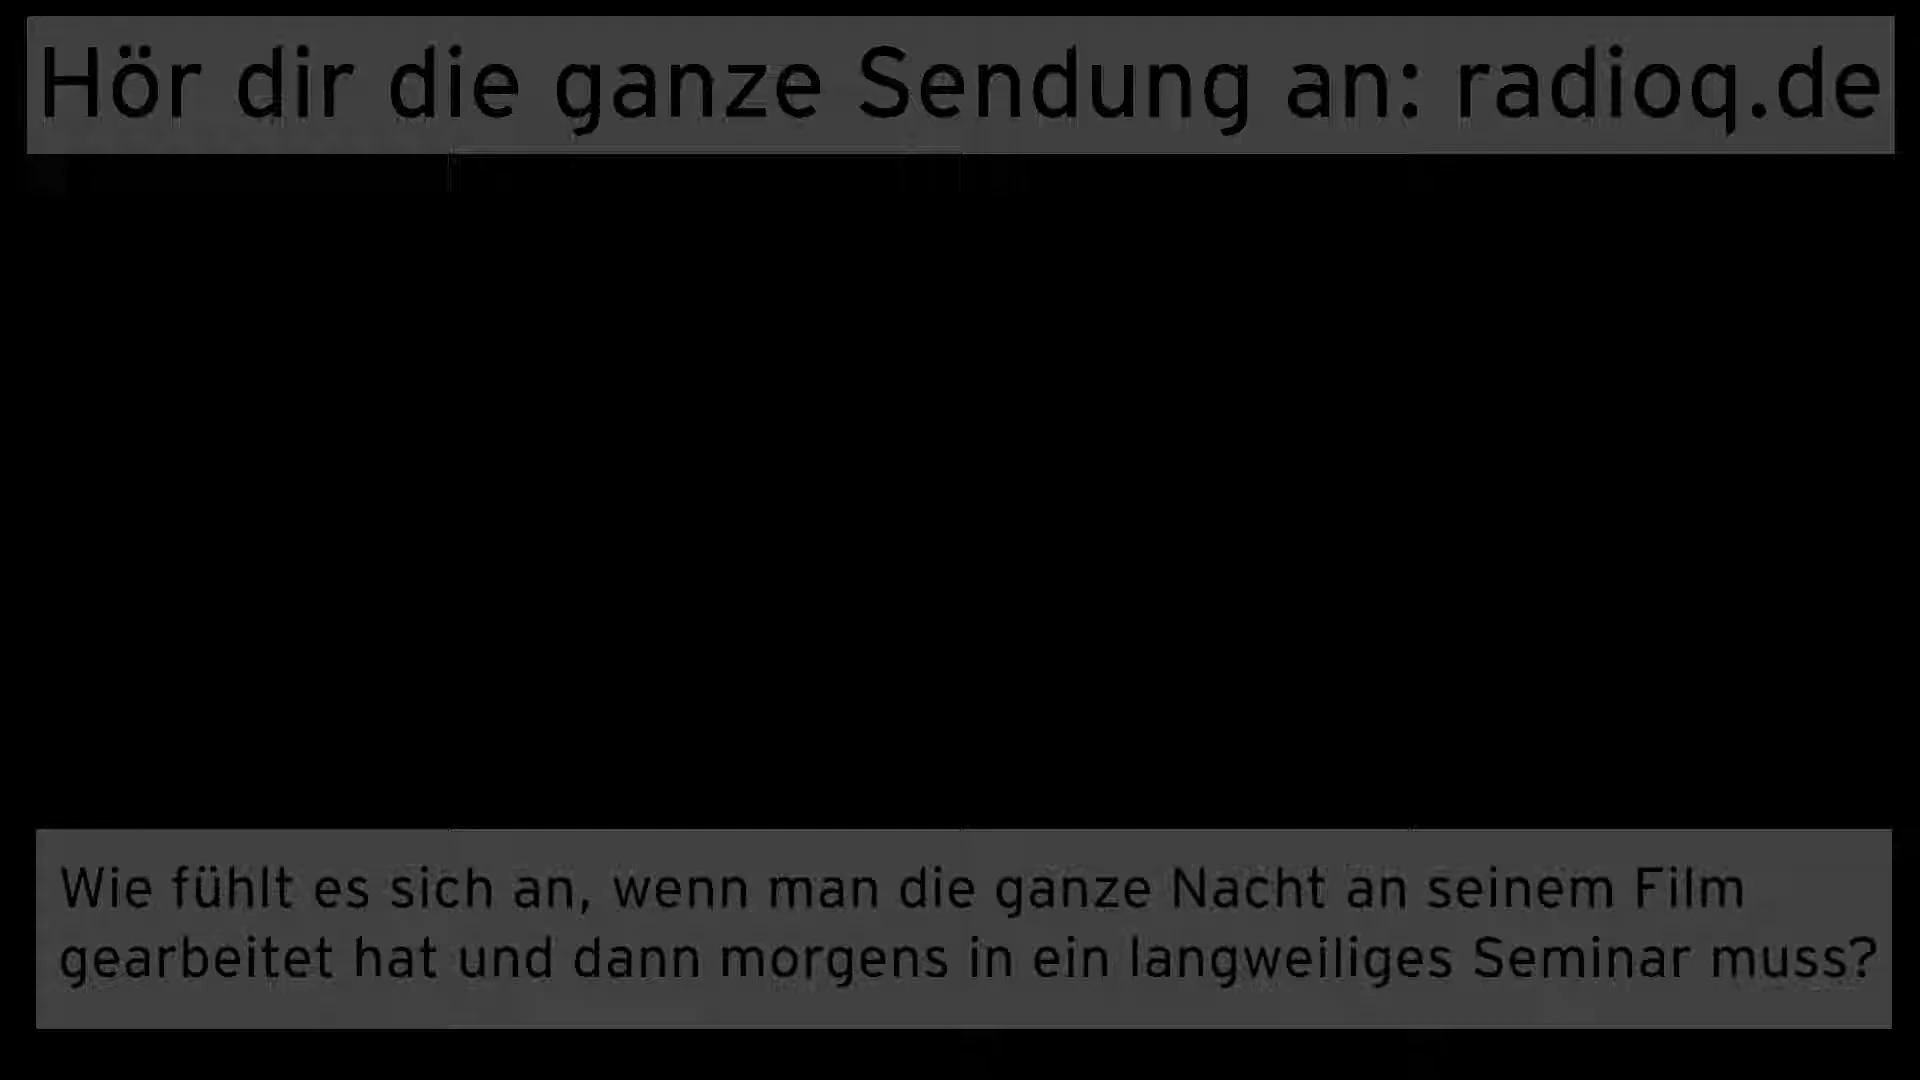 Hör dir die ganze Sendung an: radioq.de
Wie fühlt es sich an, wenn man die ganze Nacht an seinem Film
gearbeitet hat und dann morgens in ein langweiliges Seminar muss?